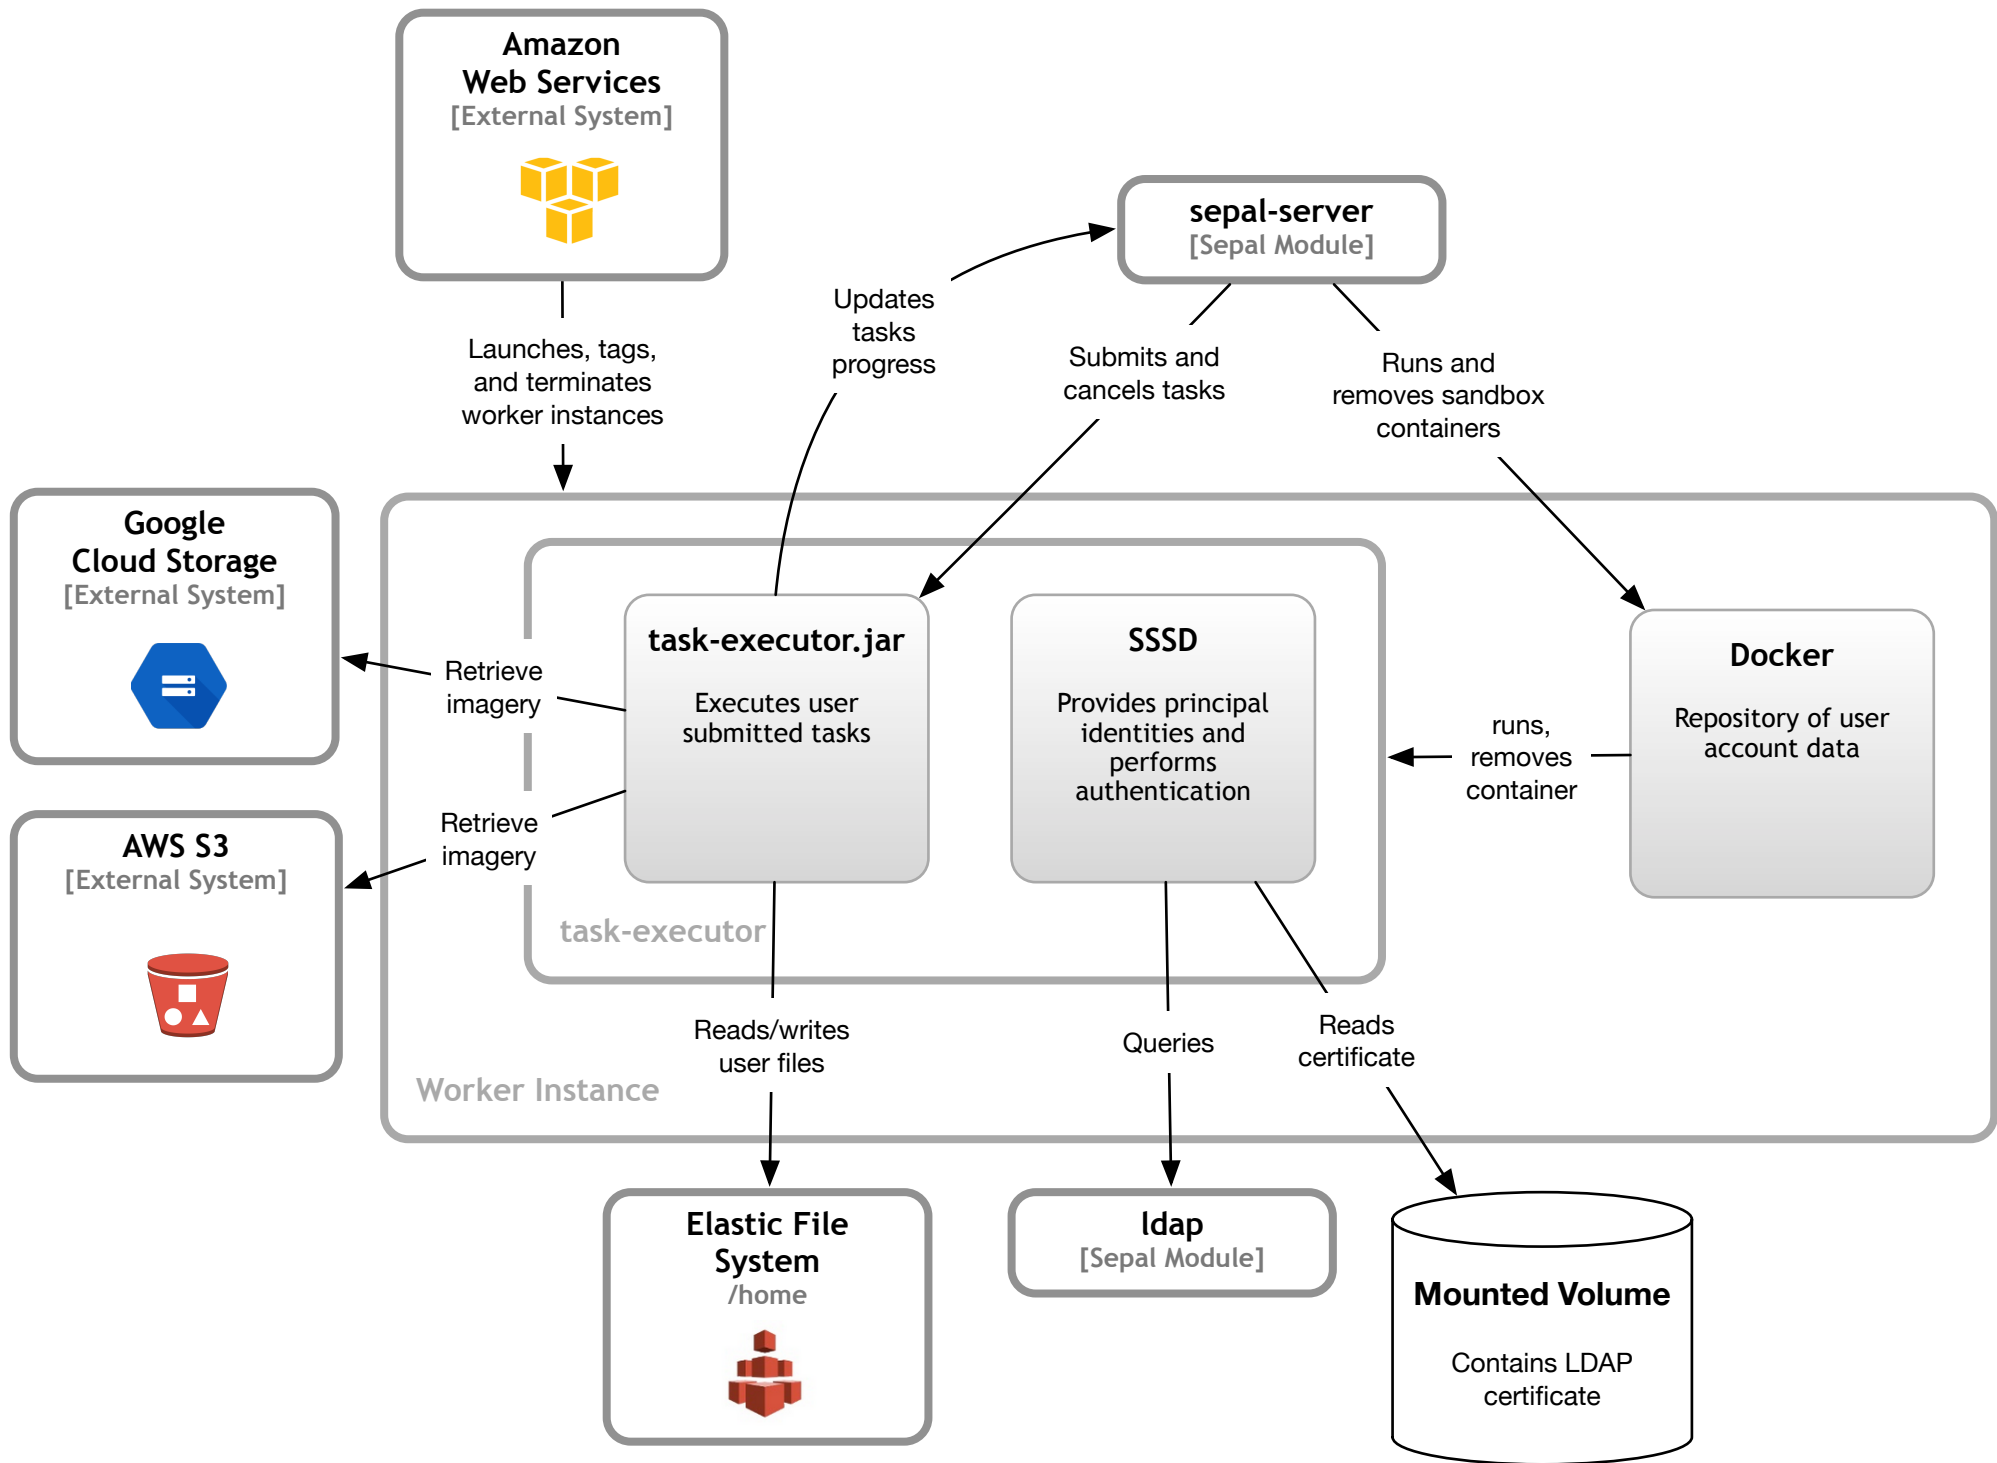 Amazon
Web Services
[External System]
sepal-server
[Sepal Module]
Updates
tasks
progress
Launches, tags,
and terminates
worker instances
Submits and
cancels tasks
Runs and
removes sandbox
containers
Google
Cloud Storage
[External System]
Retrieve
imagery
task-executor.jar
Executes user
submitted tasks
SSSD
Provides principal
identities and
performs
authentication
Docker
Repository of user
account data
runs,
removes
container
AWS S3
[External System]
Retrieve
imagery
task-executor
Reads/writes
user files
Queries
Reads
certificate
Worker Instance
Elastic File
System
/home
ldap
[Sepal Module]
Mounted Volume
Contains LDAP
certificate